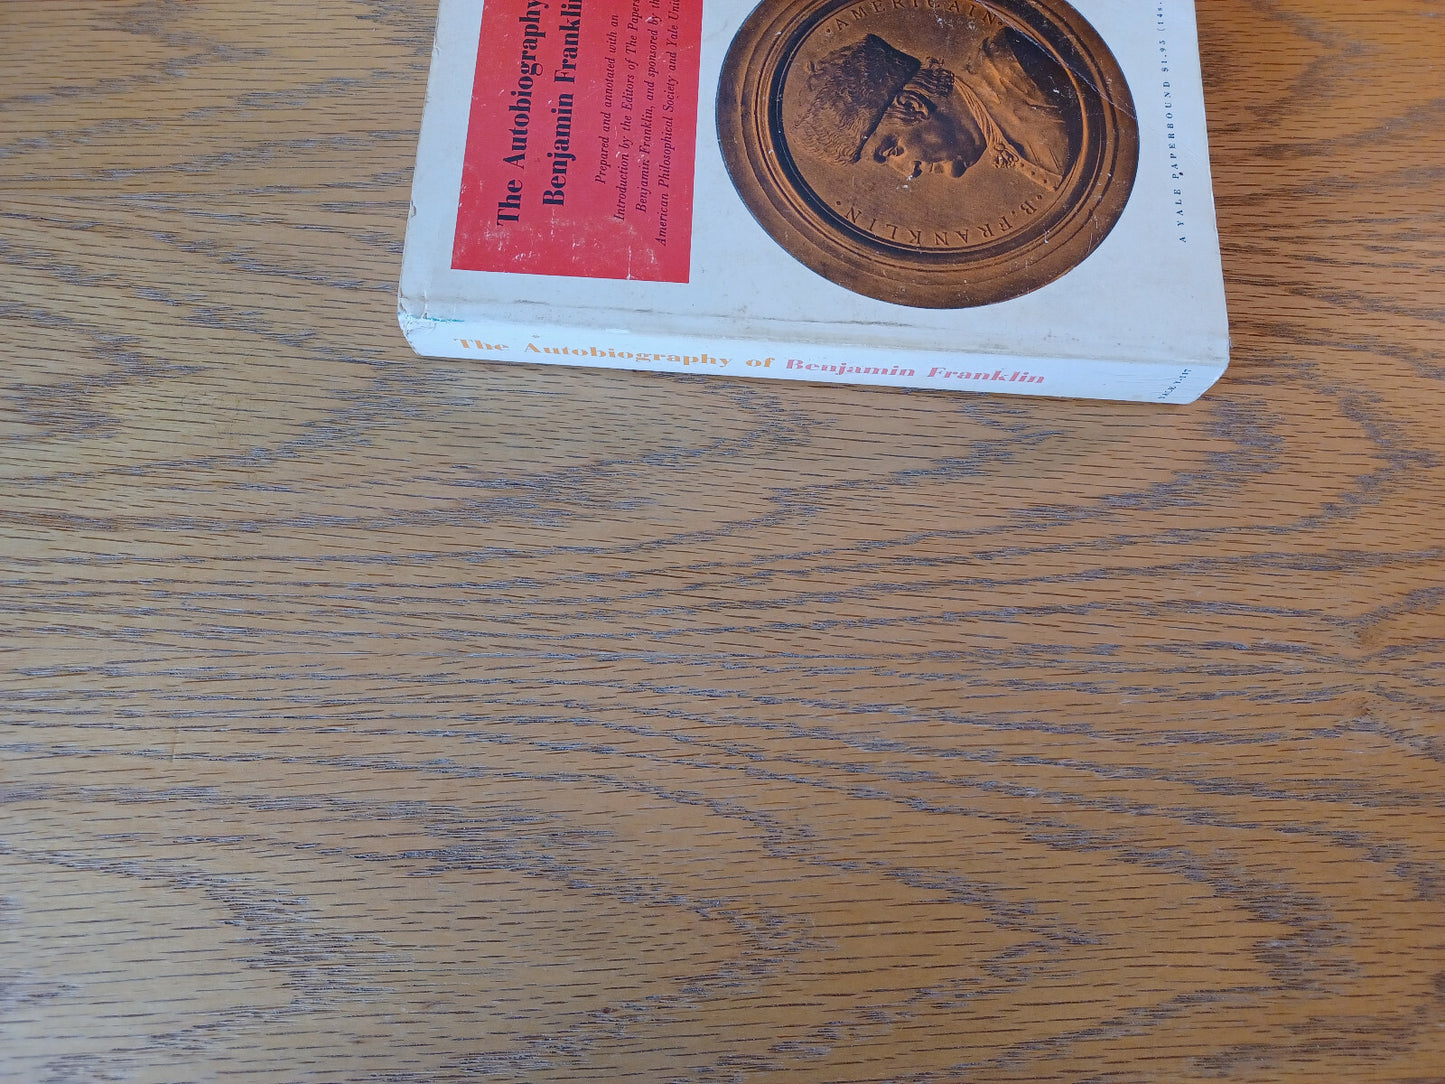 The Autobiography
Benjamin Franklin
Prepared and annotated with an
Introduction by the Editors of The Papers
Benjamin Franklin, and sponsored by the
American Philosophical Society and Yale
· AMERICAIN ·
· B. FRANKLIN ·
A YALE PAPERBOUND $1.95 (14s.
The Autobiography of Benjamin Franklin